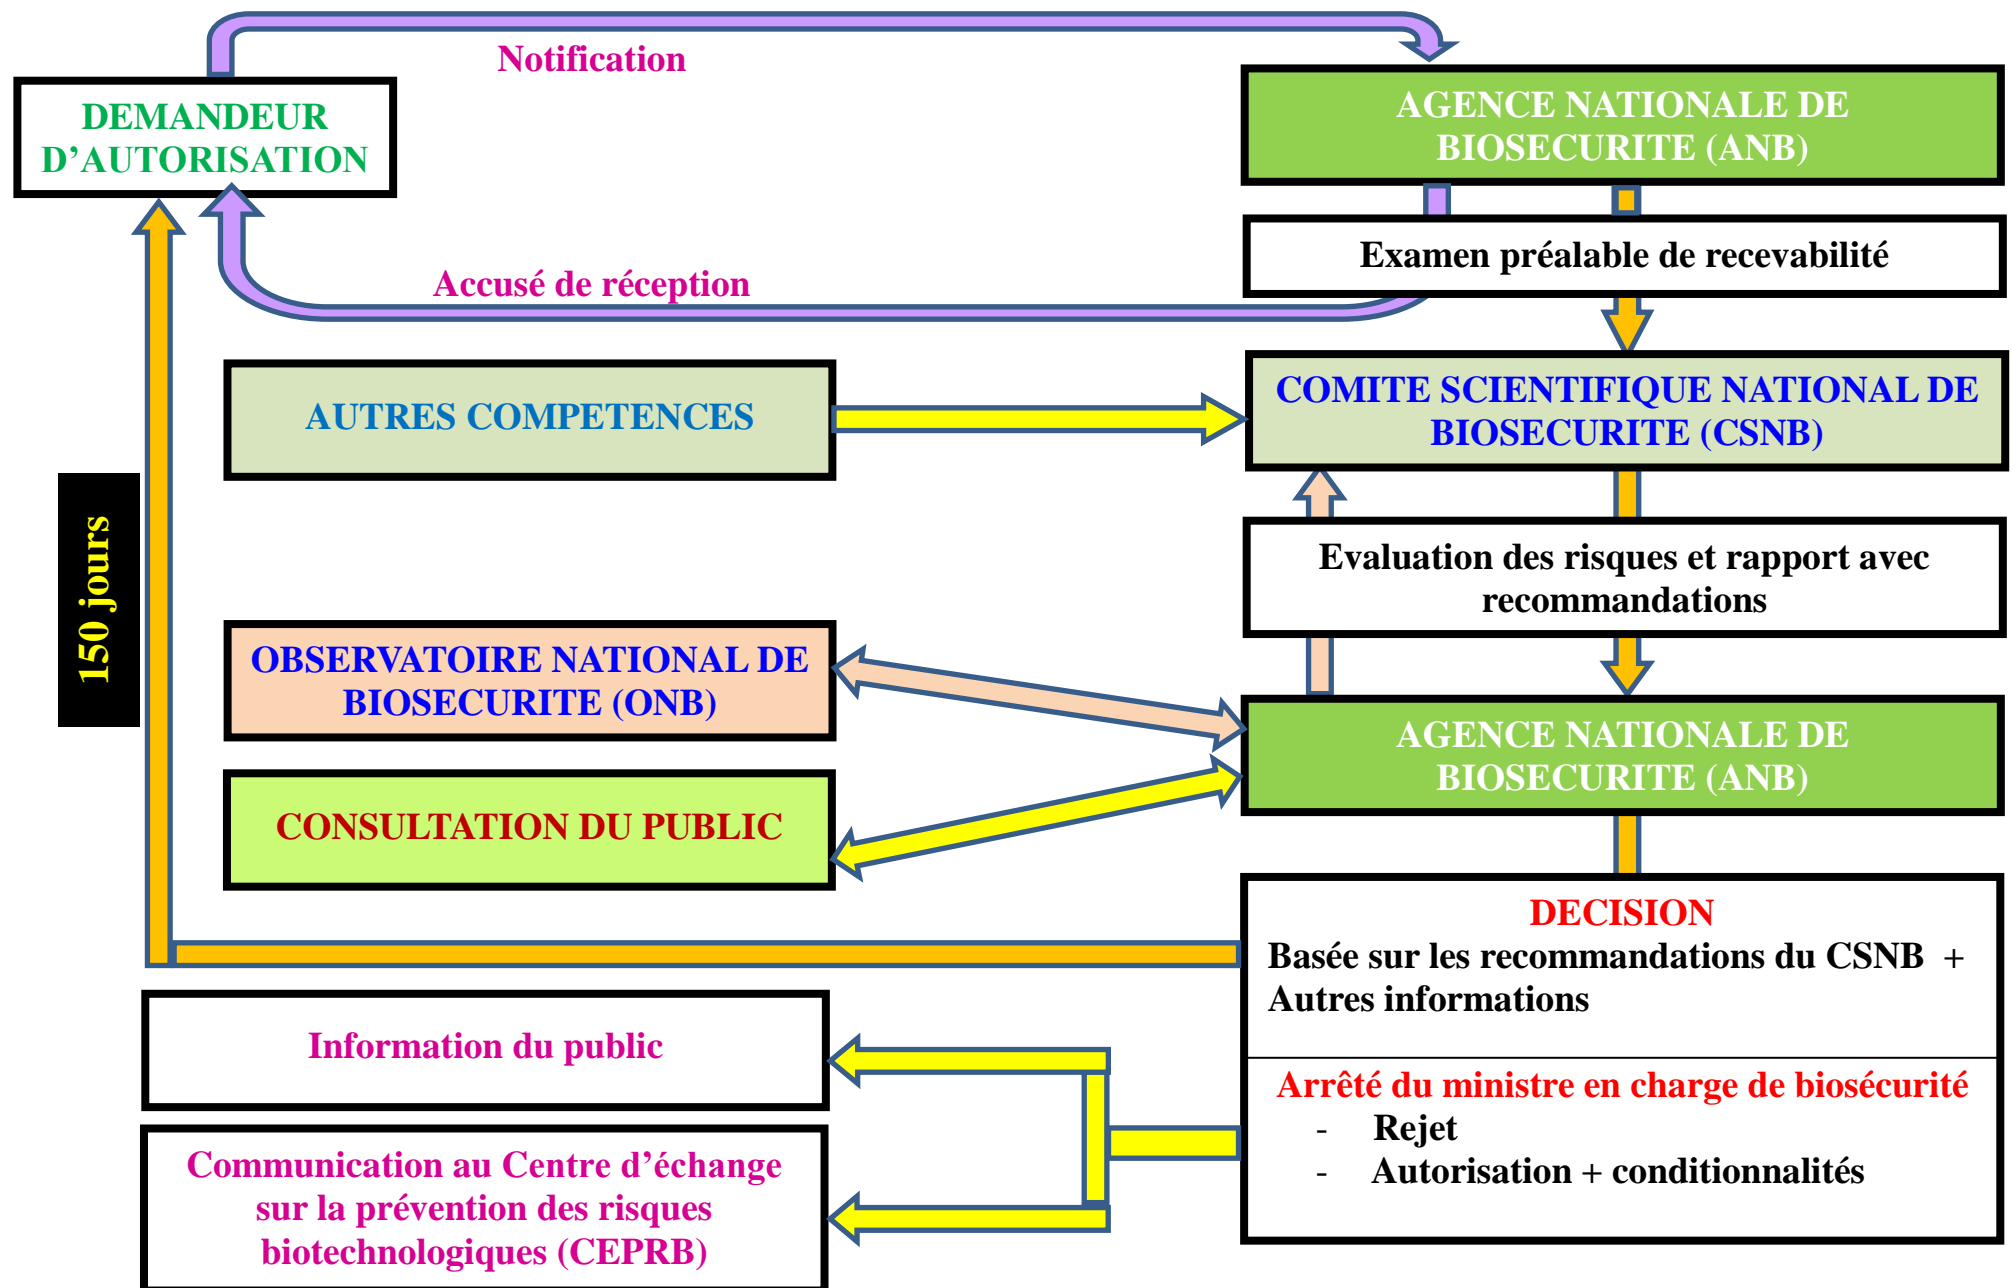 Notification
DEMANDEUR
D’AUTORISATION
AGENCE NATIONALE DE
BIOSECURITE (ANB)
Examen préalable de recevabilité
Accusé de réception
AUTRES COMPETENCES
COMITE SCIENTIFIQUE NATIONAL DE
BIOSECURITE (CSNB)
150 jours
Evaluation des risques et rapport avec
recommandations
OBSERVATOIRE NATIONAL DE
BIOSECURITE (ONB)
AGENCE NATIONALE DE
BIOSECURITE (ANB)
CONSULTATION DU PUBLIC
DECISION
Basée sur les recommandations du CSNB +
Autres informations
Information du public
Arrêté du ministre en charge de biosécurité
- Rejet
- Autorisation + conditionnalités
Communication au Centre d’échange
sur la prévention des risques
biotechnologiques (CEPRB)